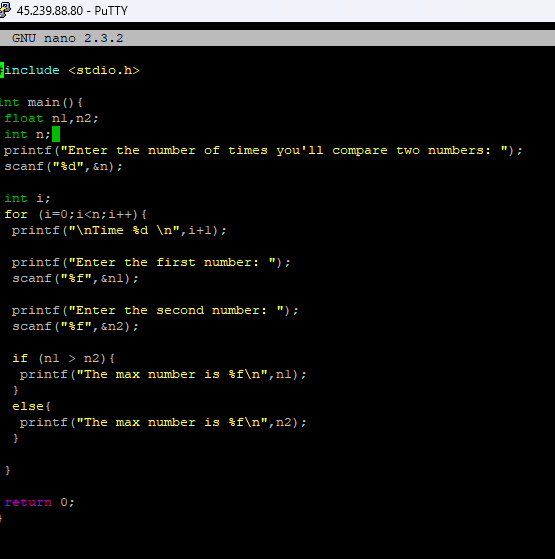 45.239.88.80 - PuTTY
GNU nano 2.3.2
#include <stdio.h>
int main(){
float n1,n2;
int n;
printf("Enter the number of times you'll compare two numbers: ");
scanf("%d",&n);
int i;
for (i=0;i<n;i++){
printf("\nTime %d \n",i+1);
printf("Enter the first number: ");
scanf("%f",&n1);
printf("Enter the second number: ");
scanf("%f",&n2);
if (n1 > n2){
printf("The max number is %f\n",n1);
}
else{
printf("The max number is %f\n",n2);
}
}
return 0;
}